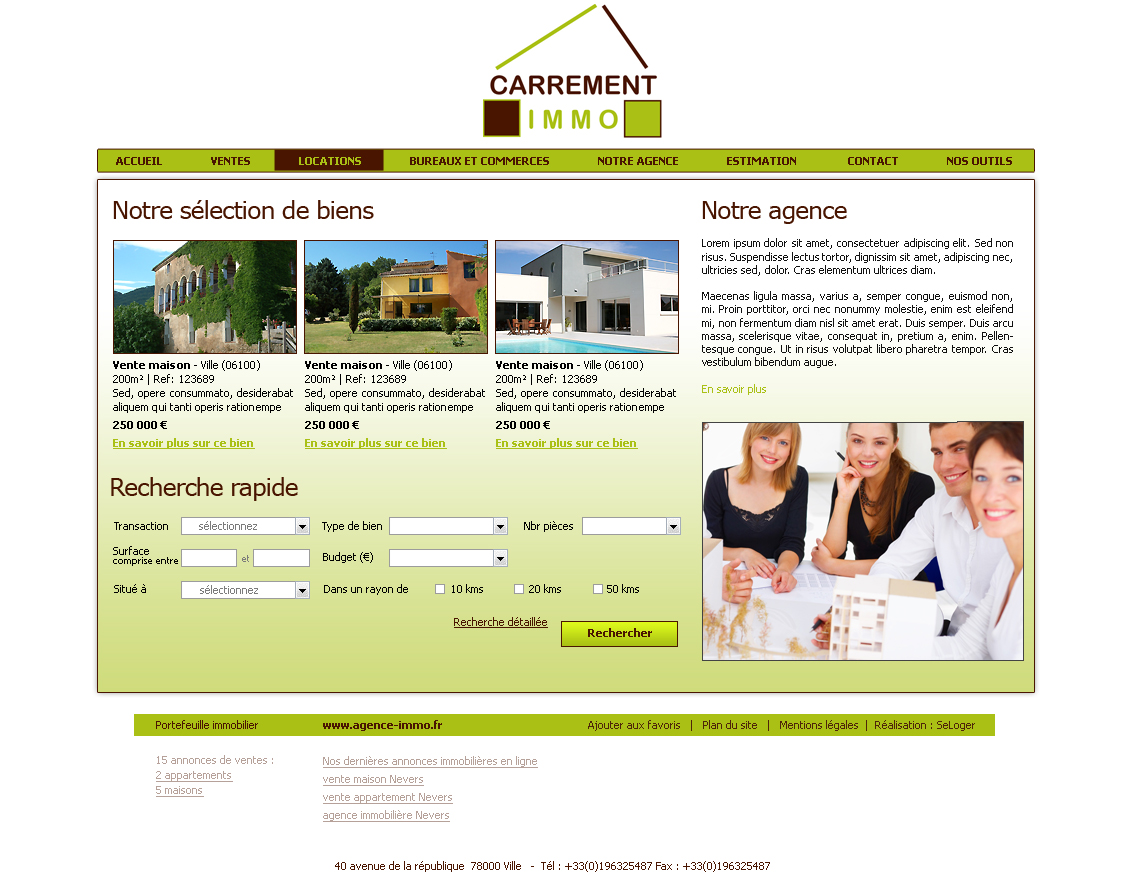 CARREMENT
IMMO
ACCUEIL VENTES LOCATIONS BUREAUX ET COMMERCES NOTRE AGENCE ESTIMATION CONTACT NOS OUTILS
Notre sélection de biens
Vente maison - Ville (06100)
200m² | Ref: 123689
Sed, opere consummato, desiderabat
aliquem qui tanti operis rationempe
250 000 €
En savoir plus sur ce bien
Vente maison - Ville (06100)
200m² | Ref: 123689
Sed, opere consummato, desiderabat
aliquem qui tanti operis rationempe
250 000 €
En savoir plus sur ce bien
Vente maison - Ville (06100)
200m² | Ref: 123689
Sed, opere consummato, desiderabat
aliquem qui tanti operis rationempe
250 000 €
En savoir plus sur ce bien
Recherche rapide
Transaction sélectionnez Type de bien Nbr pièces
Surface
comprise entre et Budget (€)
Situé à sélectionnez Dans un rayon de 10 kms 20 kms 50 kms
Recherche détaillée Rechercher
Notre agence
Lorem ipsum dolor sit amet, consectetuer adipiscing elit. Sed non
risus. Suspendisse lectus tortor, dignissim sit amet, adipiscing nec,
ultricies sed, dolor. Cras elementum ultrices diam.
Maecenas ligula massa, varius a, semper congue, euismod non,
mi. Proin porttitor, orci nec nonummy molestie, enim est eleifend
mi, non fermentum diam nisl sit amet erat. Duis semper. Duis arcu
massa, scelerisque vitae, consequat in, pretium a, enim. Pellen-
tesque congue. Ut in risus volutpat libero pharetra tempor. Cras
vestibulum bibendum augue.
En savoir plus
Portefeuille immobilier www.agence-immo.fr Ajouter aux favoris | Plan du site | Mentions légales | Réalisation : SeLoger
15 annonces de ventes :
2 appartements
5 maisons
Nos dernières annonces immobilières en ligne
vente maison Nevers
vente appartement Nevers
agence immobilière Nevers
40 avenue de la république 78000 Ville - Tél : +33(0)196325487 Fax : +33(0)196325487